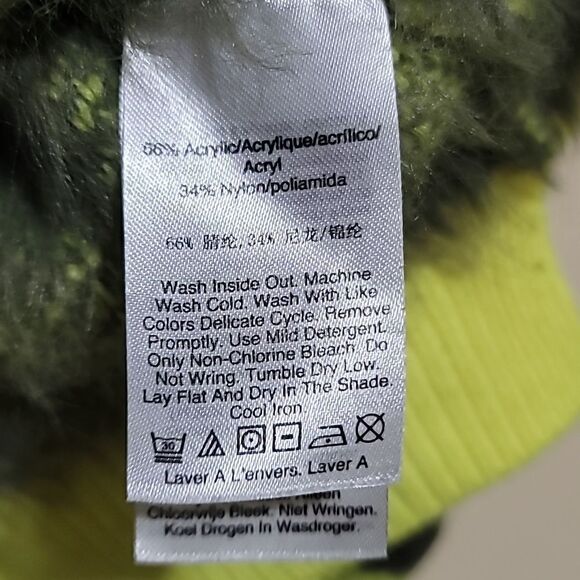 66% Acrylic/Acrylique/acrílico/
Acryl
34% Nylon/poliamida
66% 腈纶,34% 尼龙/锦纶
Wash Inside Out. Machine
Wash Cold. Wash With Like
Colors Delicate Cycle. Remove
Promptly. Use Mild Detergent.
Only Non-Chlorine Bleach. Do
Not Wring. Tumble Dry Low.
Lay Flat And Dry In The Shade.
Cool Iron.
30
Laver A L'envers. Laver A
Chloorvrije Bleek. Niet Wringen.
Koel Drogen In Wasdroger.